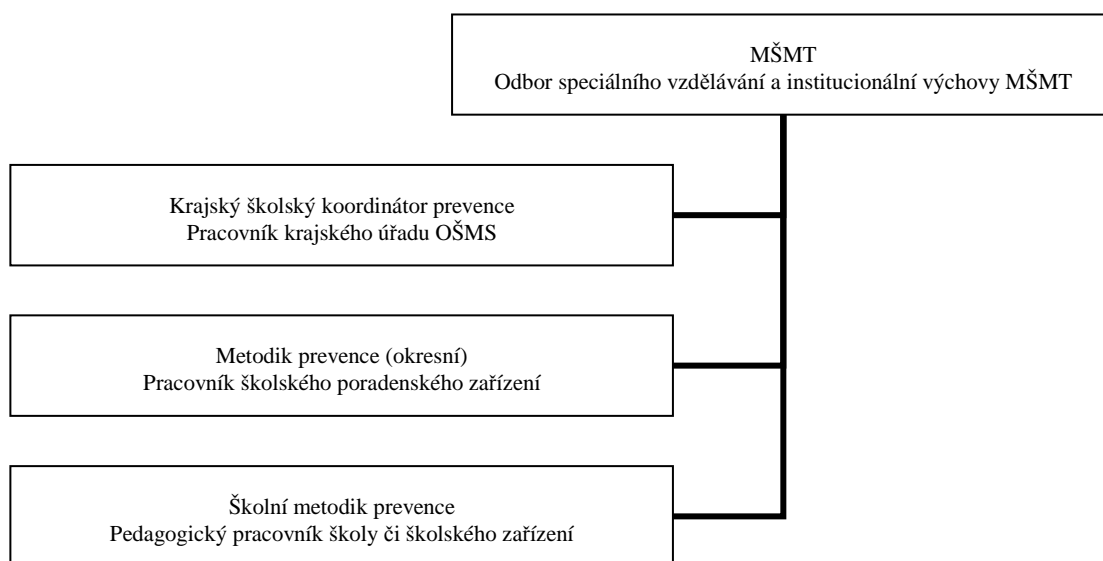 MŠMT
Odbor speciálního vzdělávání a institucionální výchovy MŠMT
Krajský školský koordinátor prevence
Pracovník krajského úřadu OŠMS
Metodik prevence (okresní)
Pracovník školského poradenského zařízení
Školní metodik prevence
Pedagogický pracovník školy či školského zařízení